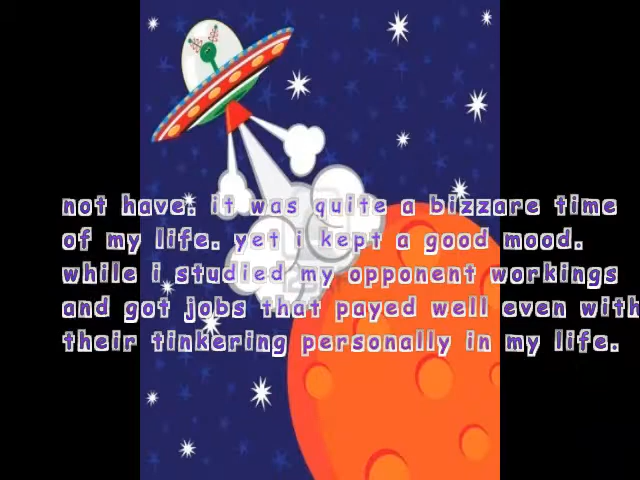 not have. it was quite a bizzare time
of my life. yet i kept a good mood.
while i studied my opponent workings
and got jobs that payed well even with
their tinkering personally in my life.